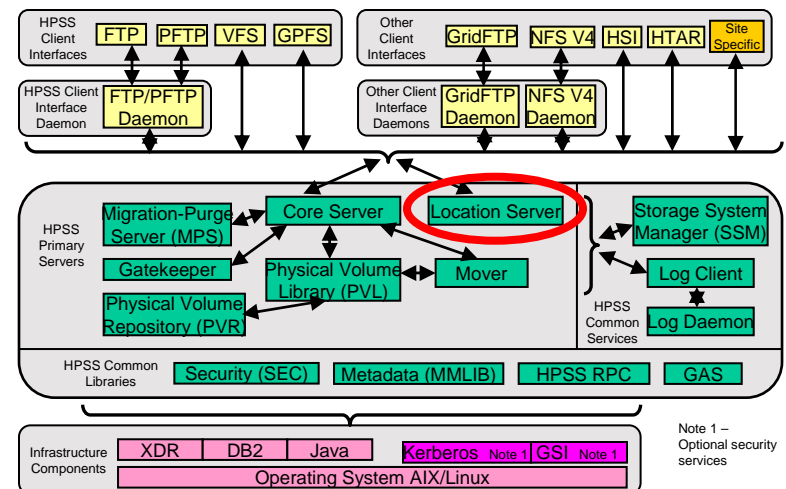 HPSS
Client
Interfaces
FTP
PFTP
VFS
GPFS
Other
Client
Interfaces
GridFTP
NFS V4
HSI
HTAR
Site
Specific
HPSS Client
Interface
Daemon
FTP/PFTP
Daemon
Other Client
Interface
Daemons
GridFTP
Daemon
NFS V4
Daemon
HPSS
Primary
Servers
Migration-Purge
Server (MPS)
Core Server
Location Server
Gatekeeper
Physical Volume
Library (PVL)
Mover
Physical Volume
Repository (PVR)
Storage System
Manager (SSM)
Log Client
HPSS
Common
Services
Log Daemon
HPSS Common
Libraries
Security (SEC)
Metadata (MMLIB)
HPSS RPC
GAS
Infrastructure
Components
XDR
DB2
Java
Kerberos Note 1
GSI Note 1
Operating System AIX/Linux
Note 1 –
Optional security
services